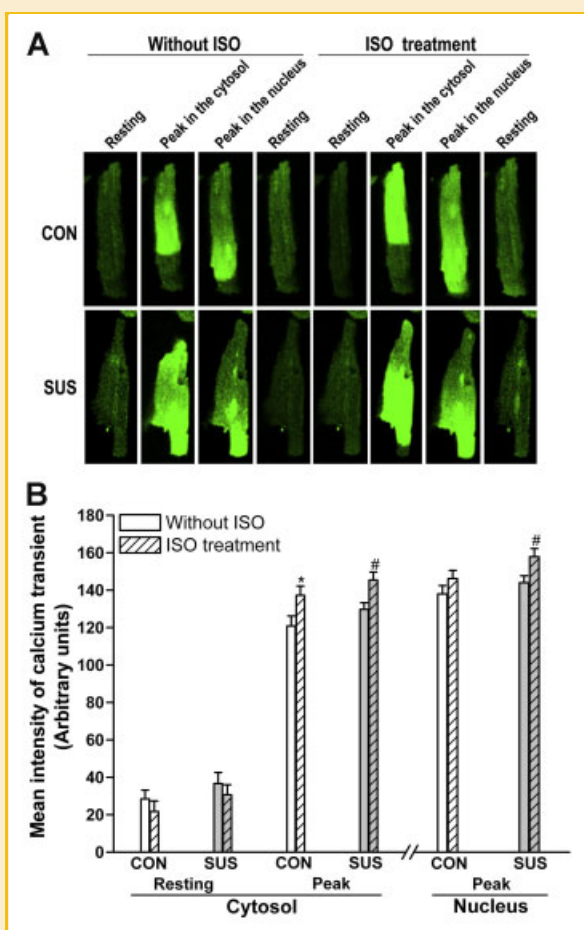 A
Without ISO
ISO treatment
Resting
Peak in the cytosol
Peak in the nucleus
Resting
Resting
Peak in the cytosol
Peak in the nucleus
Resting
CON
SUS
B
180
160
140
120
100
80
60
40
20
0
Mean intensity of calcium transient
(Arbitrary units)
Without ISO
ISO treatment
*
#
#
CON
SUS
CON
SUS
//
CON
SUS
Resting
Peak
Peak
Cytosol
Nucleus